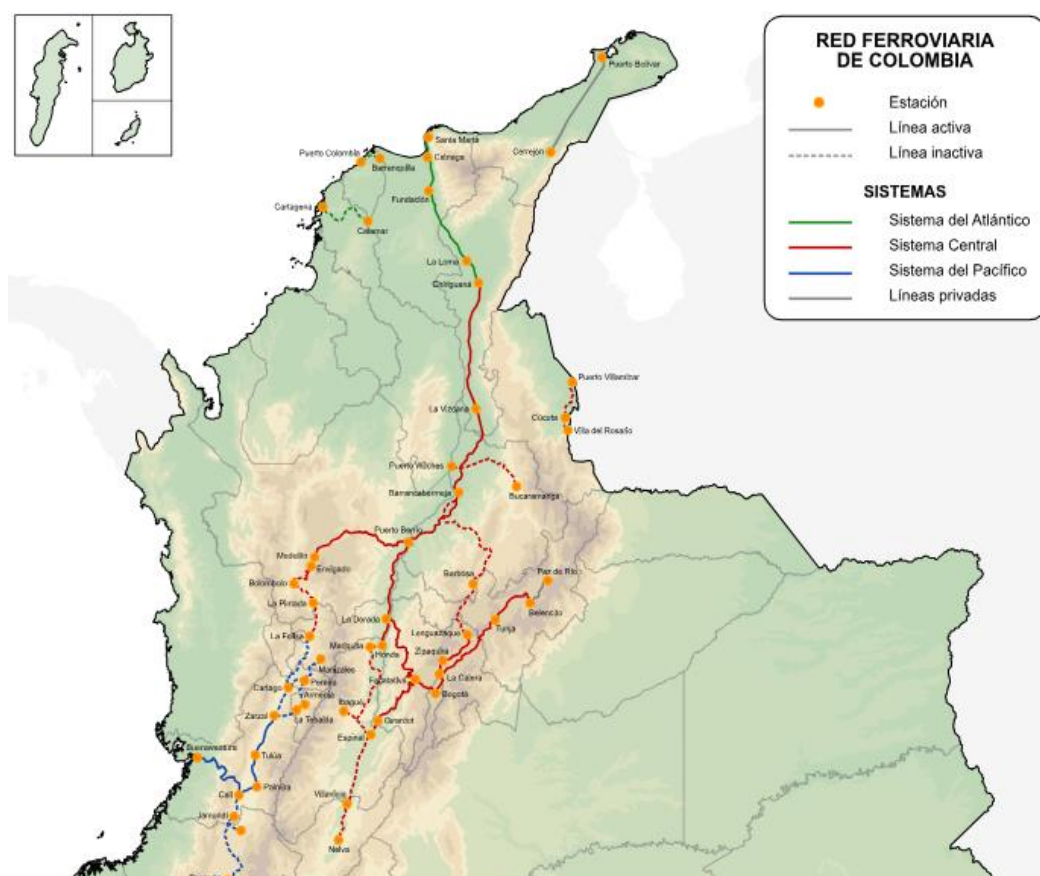 RED FERROVIARIA
DE COLOMBIA
Estación
Línea activa
Línea inactiva
SISTEMAS
Sistema del Atlántico
Sistema Central
Sistema del Pacífico
Líneas privadas
Puerto Bolívar
Santa Marta
Puerto Colombia
Barranquilla
Ciénaga
Cerrejón
Fundación
Cartagena
Calamar
La Loma
Chiriguaná
Puerto Villamizar
La Vizcaína
Cúcuta
Villa del Rosario
Puerto Wilches
Barrancabermeja
Bucaramanga
Puerto Berrío
Medellín
Envigado
Bolombolo
Barbosa
Paz de Río
La Pintada
Belencito
La Dorada
Tunja
La Felisa
Lenguazaque
Mariquita
Honda
Zipaquirá
Manizales
Pereira
Facatativa
La Calera
Cartago
Armenia
Ibagué
Bogotá
Zarzal
La Tebaida
Girardot
Espinal
Buenaventura
Tuluá
Palmira
Cali
Villavieja
Jamundí
Neiva